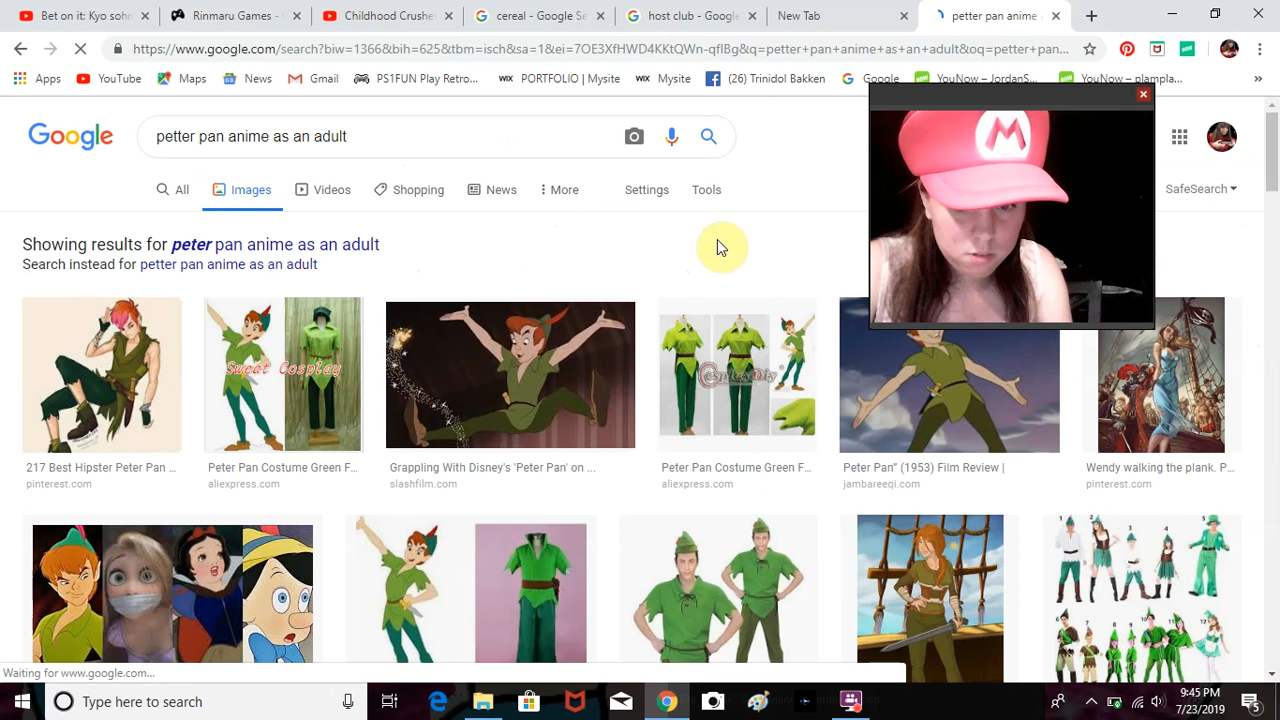 Bet on it: Kyo sohn
Rinmaru Games - I
Childhood Crushes
cereal - Google Se
host club - Google
New Tab
petter pan anime
https://www.google.com/search?biw=1366&bih=625&tbm=isch&sa=1&ei=7OE3XfHWD4KKtQWn-qfIBg&q=petter+pan+anime+as+an+adult&oq=petter+pan...
Apps YouTube Maps News Gmail PS1FUN Play Retro... WIX PORTFOLIO | Mysite WIX Mysite (26) Trinidol Bakken Google YouNow – JordanS... YouNow – plampla... »
Google
petter pan anime as an adult
M
All Images Videos Shopping News More Settings Tools SafeSearch
Showing results for peter pan anime as an adult
Search instead for petter pan anime as an adult
Sweet Cosplay
217 Best Hipster Peter Pan ...
pinterest.com
Peter Pan Costume Green F...
aliexpress.com
Grappling With Disney's 'Peter Pan' on ...
slashfilm.com
Peter Pan Costume Green F...
aliexpress.com
Peter Pan" (1953) Film Review |
jambareeqi.com
Wendy walking the plank. P...
pinterest.com
Waiting for www.google.com...
Type here to search
9:45 PM
7/23/2019
5